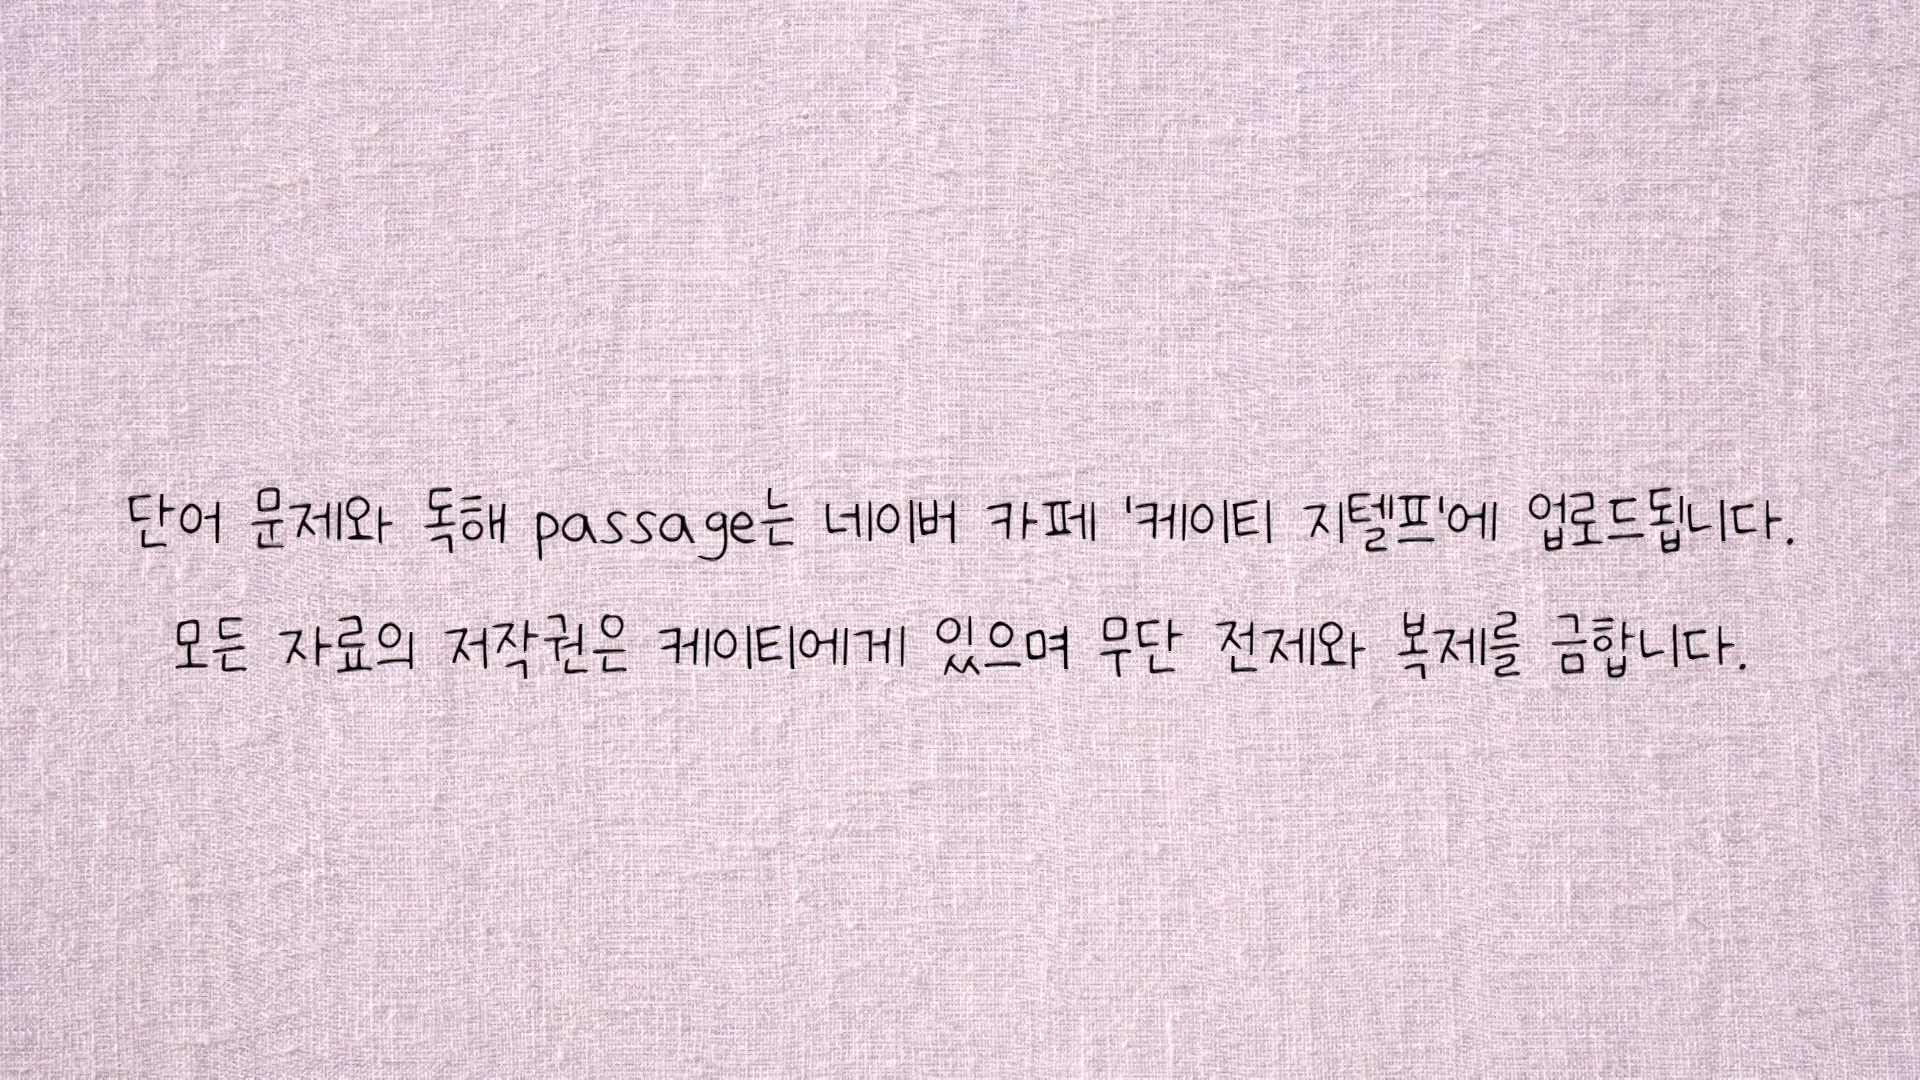 단어 문제와 독해 passage는 네이버 카페 '케이티 지텔프'에 업로드됩니다.
모든 자료의 저작권은 케이티에게 있으며 무단 전제와 복제를 금합니다.